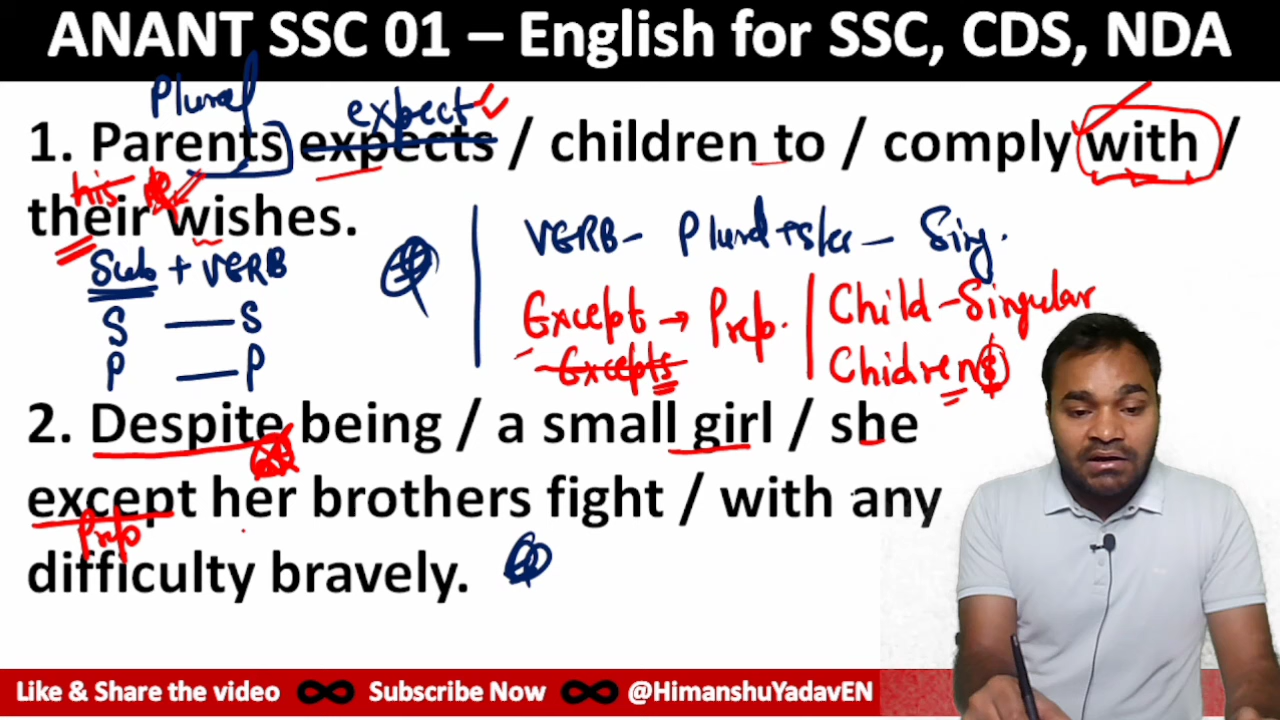 ANANT SSC 01 – English for SSC, CDS, NDA
Plural
expect
1. Parents expects / children to / comply with /
his
their wishes.
Sub + VERB
S — S
P — P
VERB - Plural + s/es - Sing.
Except → Prep.
Excepts
Child - Singular
Chidrens
2. Despite being / a small girl / she
except her brothers fight / with any
Prep
difficulty bravely.
Like & Share the video
Subscribe Now
@HimanshuYadavEN